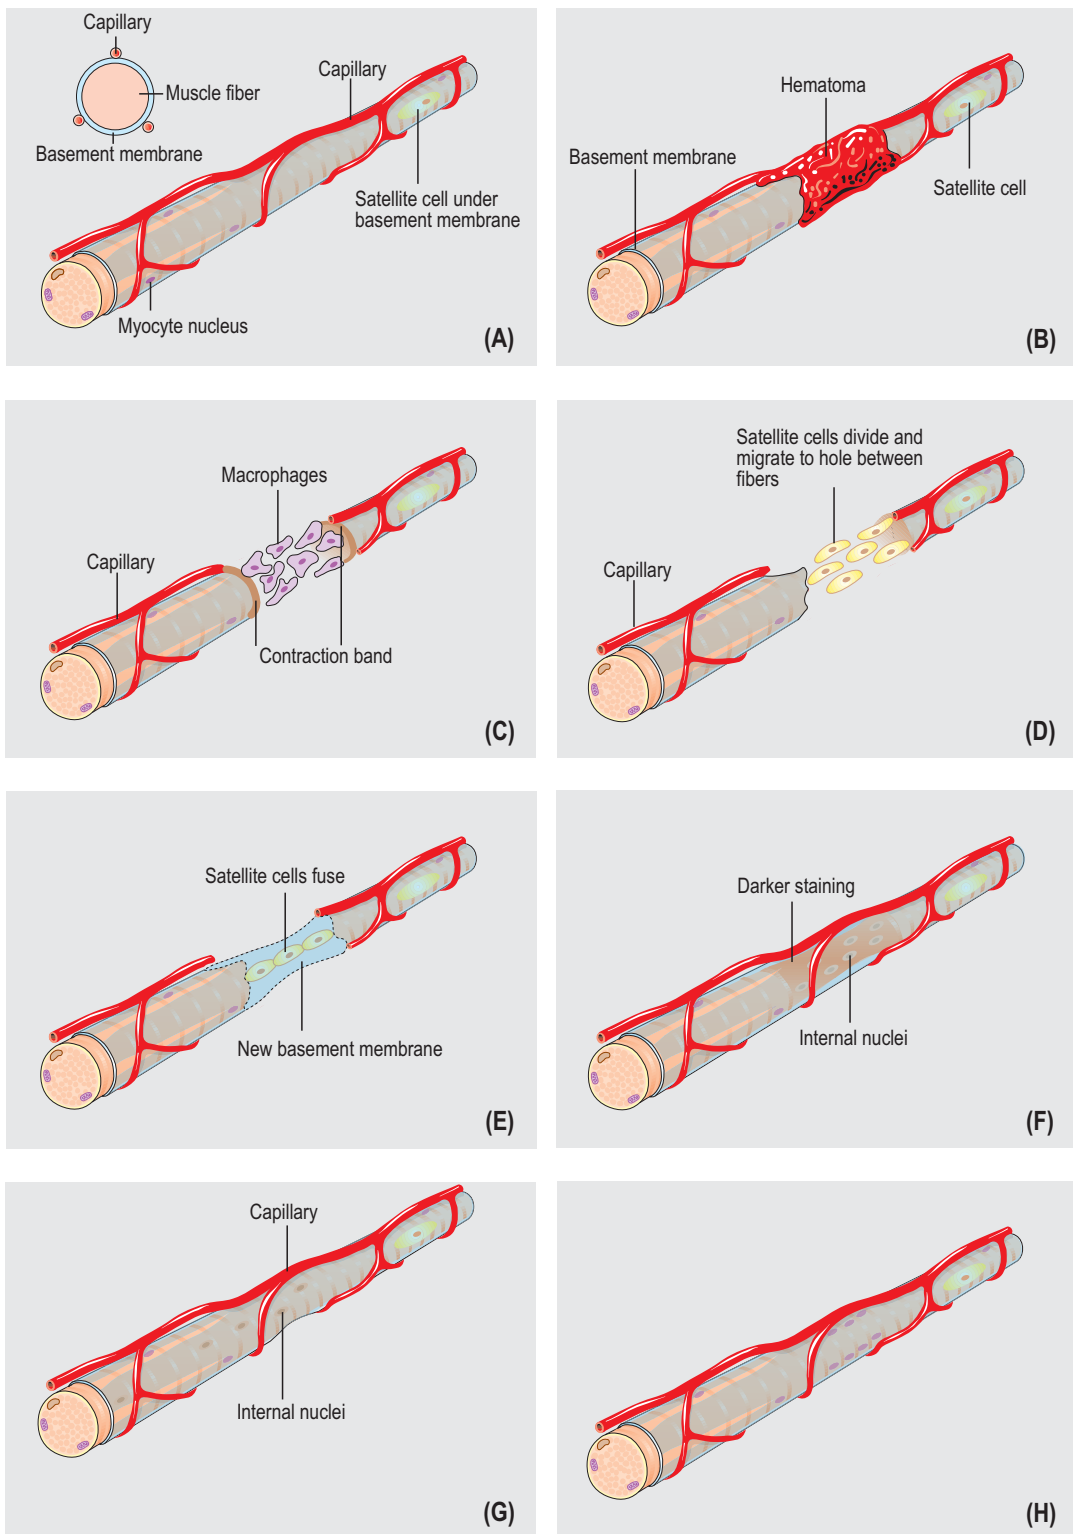 Capillary
Capillary
Muscle fiber
Basement membrane
Satellite cell under
basement membrane
Myocyte nucleus
(A)
Hematoma
Basement membrane
Satellite cell
(B)
Macrophages
Capillary
Contraction band
(C)
Satellite cells divide and
migrate to hole between
fibers
Capillary
(D)
Satellite cells fuse
New basement membrane
(E)
Darker staining
Internal nuclei
(F)
Capillary
Internal nuclei
(G)
(H)